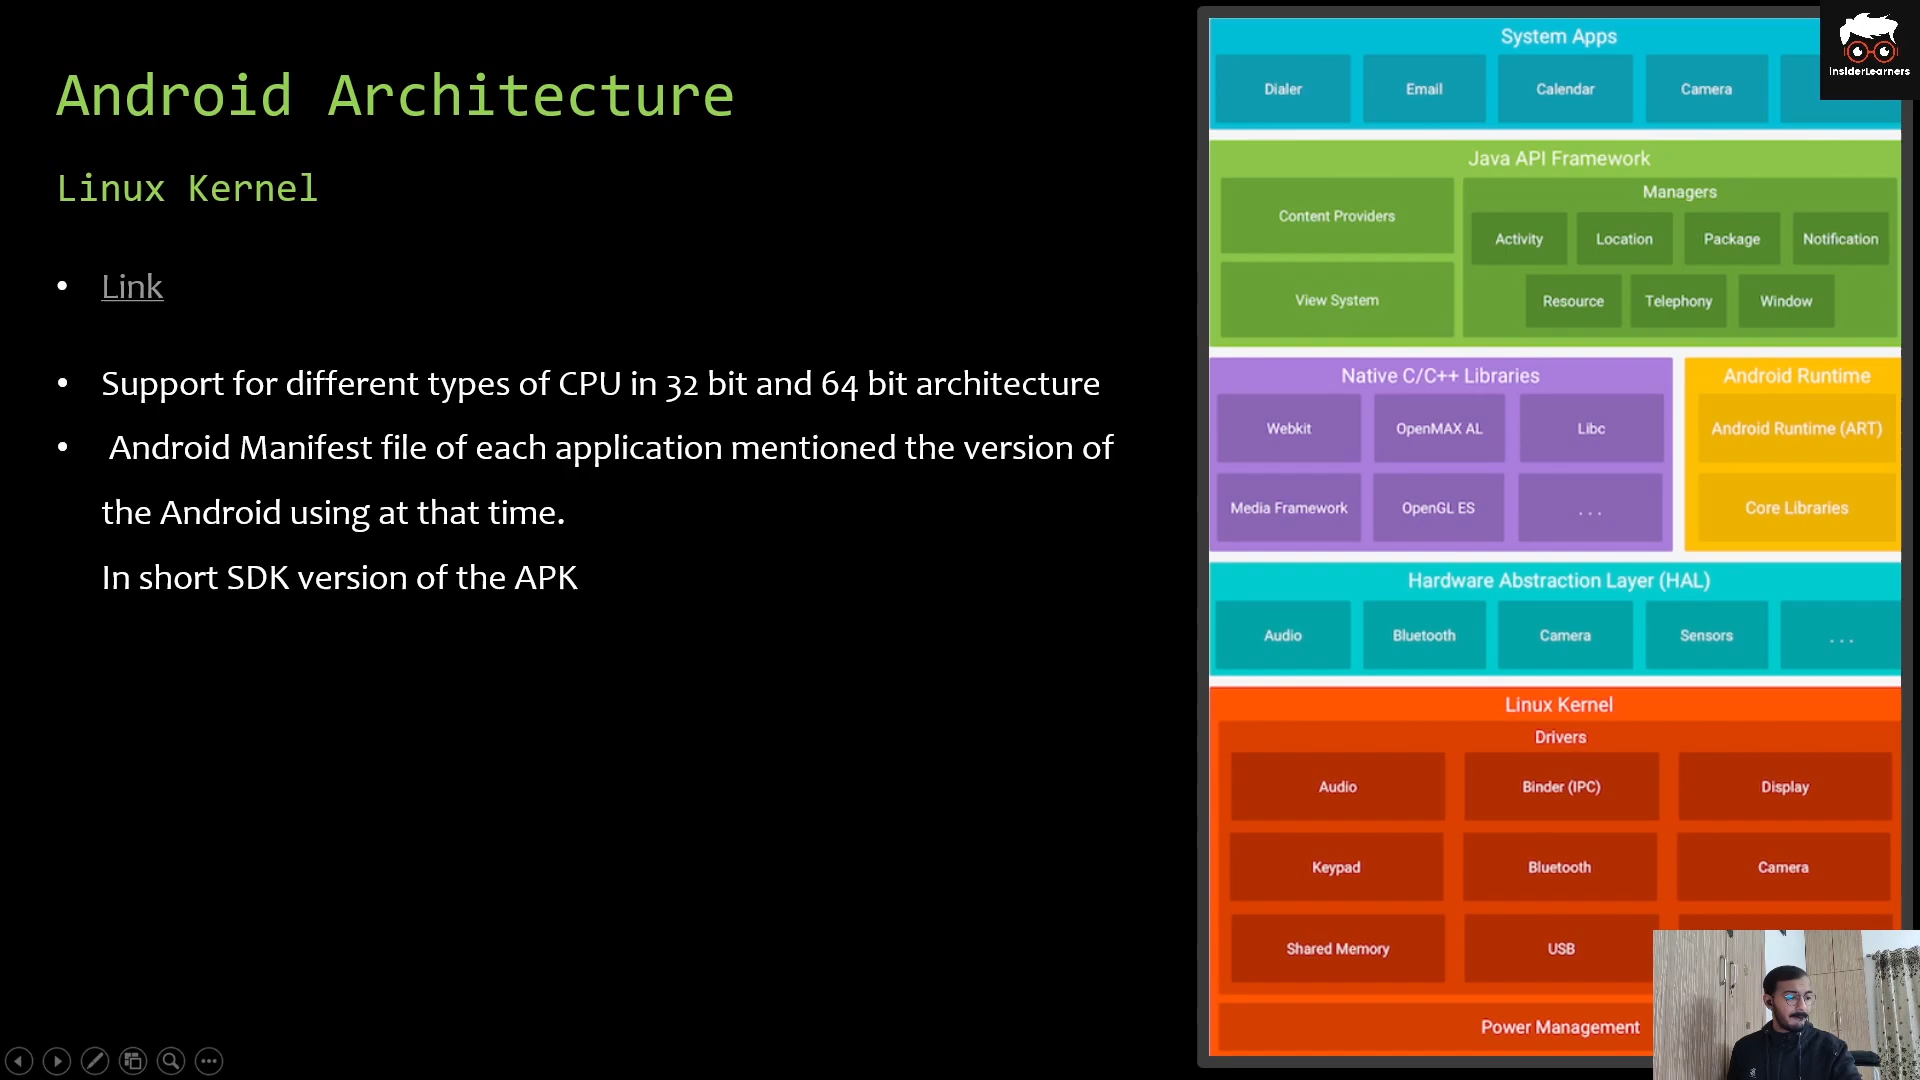 Android Architecture
Linux Kernel
• Link
• Support for different types of CPU in 32 bit and 64 bit architecture
• Android Manifest file of each application mentioned the version of
the Android using at that time.
In short SDK version of the APK
System Apps
Dialer Email Calendar Camera
InsiderLearners
Java API Framework
Content Providers
View System
Managers
Activity Location Package Notification
Resource Telephony Window
Native C/C++ Libraries
Webkit OpenMAX AL Libc
Media Framework OpenGL ES ...
Android Runtime
Android Runtime (ART)
Core Libraries
Hardware Abstraction Layer (HAL)
Audio Bluetooth Camera Sensors ...
Linux Kernel
Drivers
Audio Binder (IPC) Display
Keypad Bluetooth Camera
Shared Memory USB
Power Management